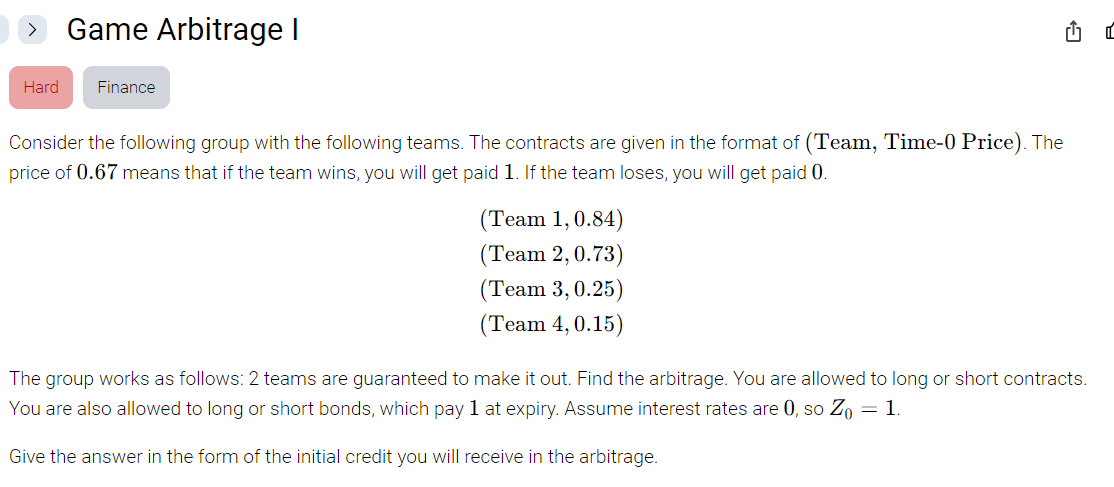 Game Arbitrage I
Hard Finance
Consider the following group with the following teams. The contracts are given in the format of (Team, Time-0 Price). The
price of 0.67 means that if the team wins, you will get paid 1. If the team loses, you will get paid 0.
(Team 1, 0.84)
(Team 2, 0.73)
(Team 3, 0.25)
(Team 4, 0.15)
The group works as follows: 2 teams are guaranteed to make it out. Find the arbitrage. You are allowed to long or short contracts.
You are also allowed to long or short bonds, which pay 1 at expiry. Assume interest rates are 0, so Z₀ = 1.
Give the answer in the form of the initial credit you will receive in the arbitrage.